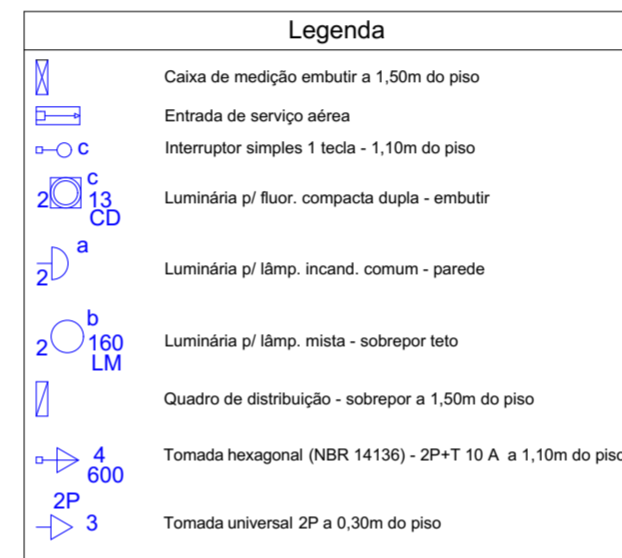 Legenda
Caixa de medição embutir a 1,50m do piso
Entrada de serviço aérea
c Interruptor simples 1 tecla - 1,10m do piso
c
2 13 Luminária p/ fluor. compacta dupla - embutir
CD
a
2 Luminária p/ lâmp. incand. comum - parede
b
2 160 Luminária p/ lâmp. mista - sobrepor teto
LM
Quadro de distribuição - sobrepor a 1,50m do piso
4 Tomada hexagonal (NBR 14136) - 2P+T 10 A a 1,10m do piso
600
2P
3 Tomada universal 2P a 0,30m do piso